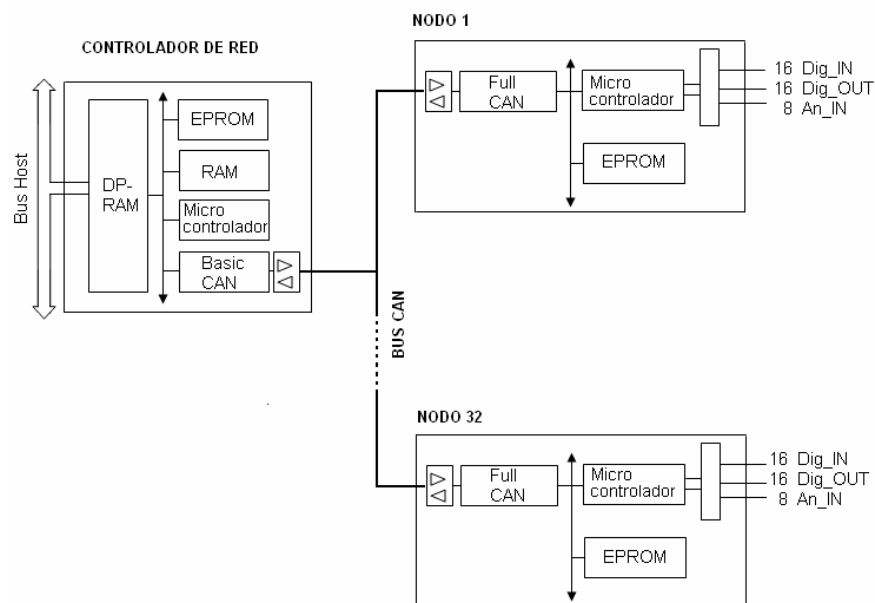 CONTROLADOR DE RED
Bus Host
DP-
RAM
EPROM
RAM
Micro
controlador
Basic
CAN
BUS CAN
NODO 1
Full
CAN
Micro
controlador
EPROM
16 Dig_IN
16 Dig_OUT
8 An_IN
NODO 32
Full
CAN
Micro
controlador
EPROM
16 Dig_IN
16 Dig_OUT
8 An_IN